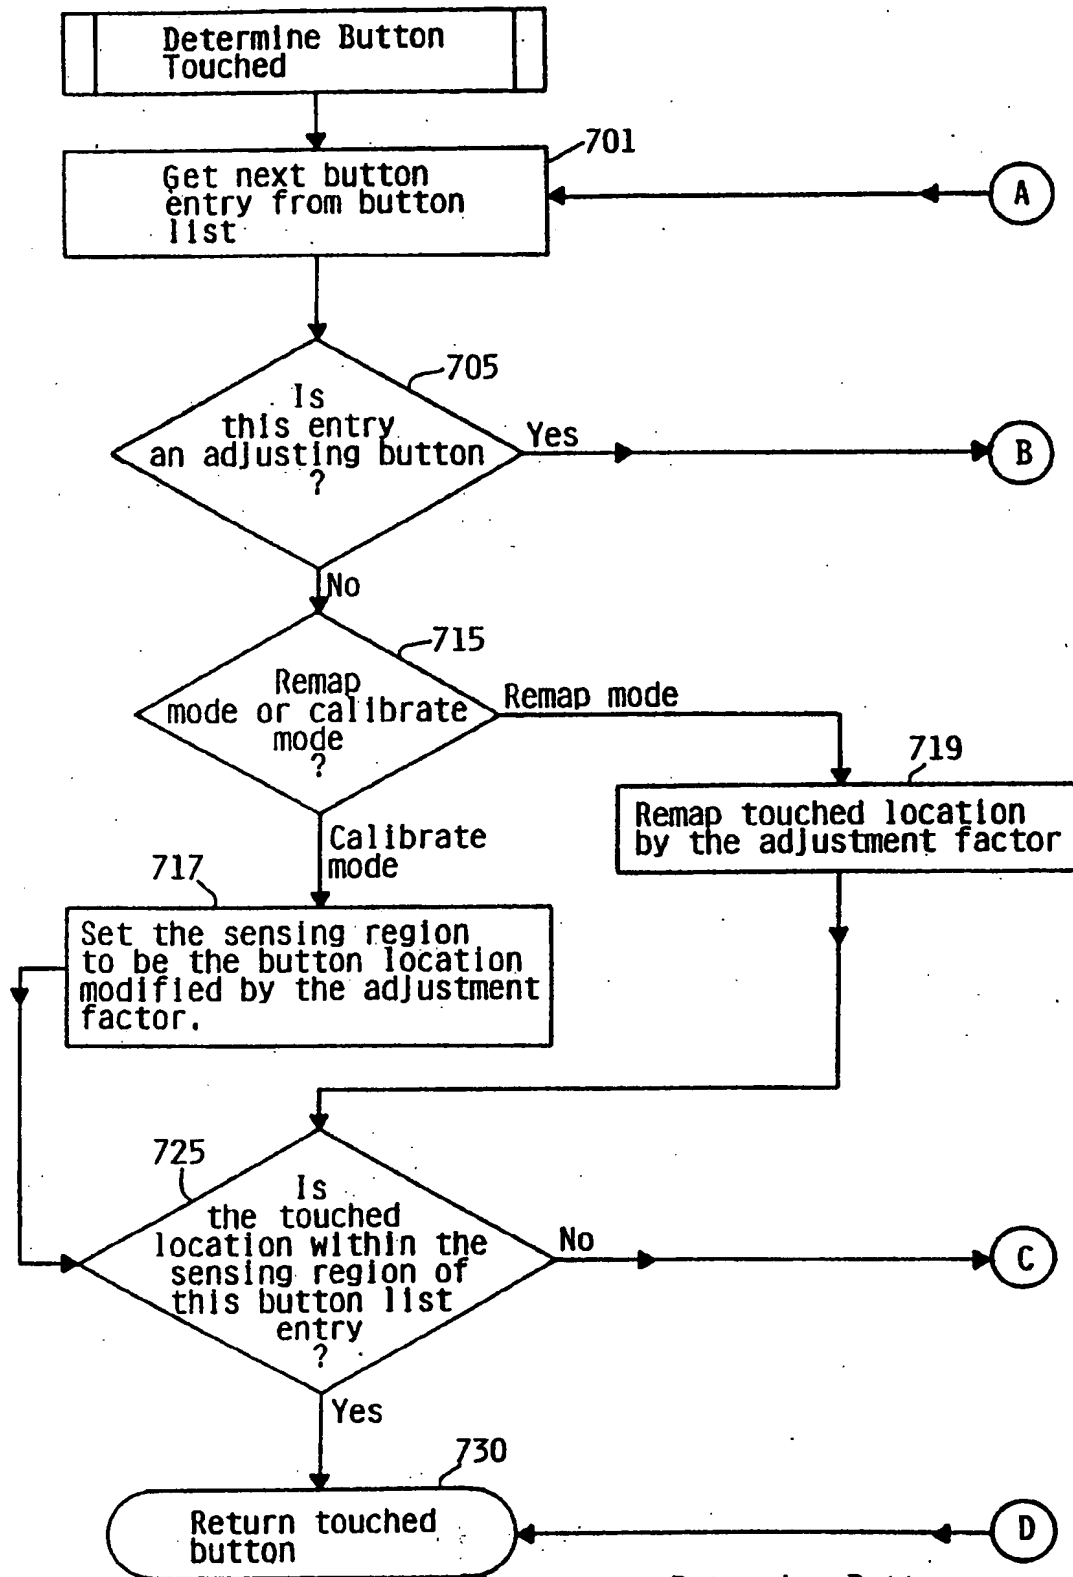 Determine Button
Touched
701
Get next button
entry from button
list
A
705
Is
this entry
an adjusting button
?
Yes
B
No
715
Remap
mode or calibrate
mode
?
Remap mode
719
Remap touched location
by the adjustment factor
Calibrate
mode
717
Set the sensing region
to be the button location
modified by the adjustment
factor.
725
Is
the touched
location within the
sensing region of
this button list
entry
?
No
C
Yes
730
Return touched
button
D